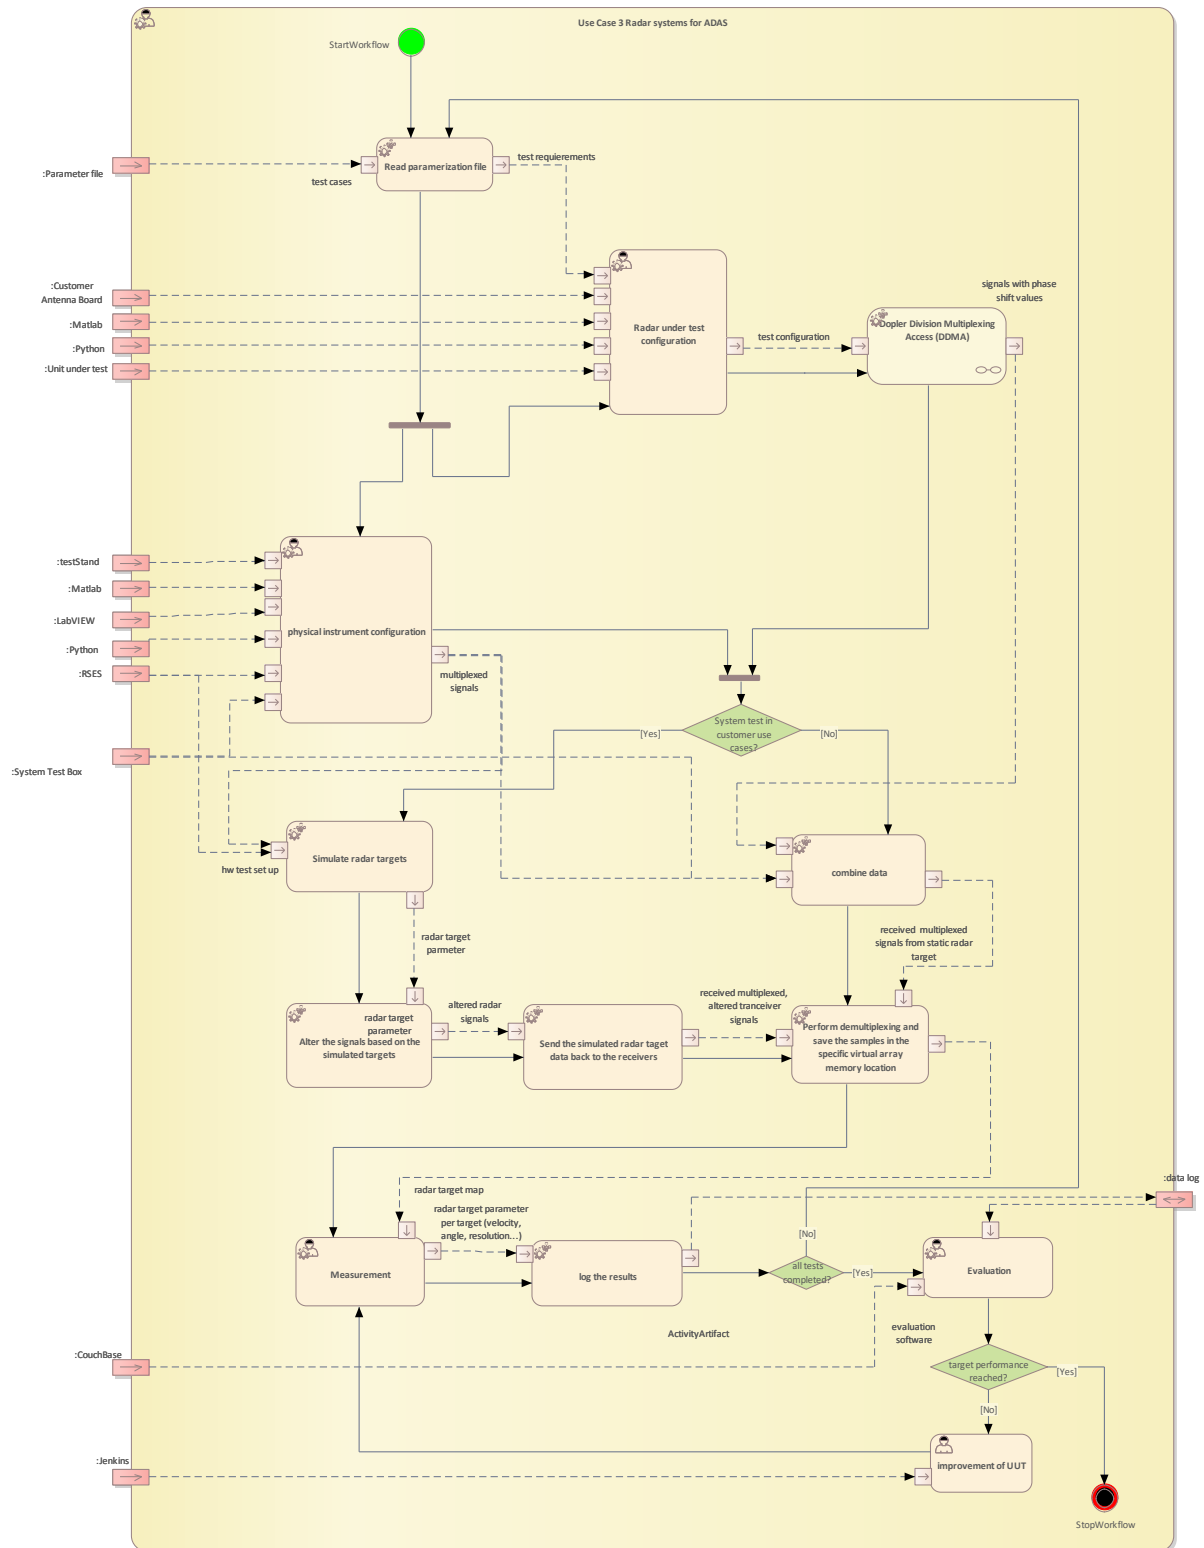 Use Case 3 Radar systems for ADAS
StartWorkflow
:Parameter file
test cases
Read paramerization file
test requierements
:Customer
Antenna Board
:Matlab
:Python
:Unit under test
Radar under test
configuration
test configuration
signals with phase
shift values
Dopler Division Multiplexing
Access (DDMA)
:testStand
:Matlab
:LabVIEW
:Python
:RSES
physical instrument configuration
multiplexed
signals
System test in
customer use
cases?
[Yes]
[No]
:System Test Box
hw test set up
Simulate radar targets
combine data
radar target
parmeter
received  multiplexed
signals from static radar
target
radar target
parameter
Alter the signals based on the
simulated targets
altered radar
signals
Send the simulated radar taget
data back to the receivers
received multiplexed,
altered tranceiver
signals
Perform demultiplexing and
save the samples in the
specific virtual array
memory location
:data log
radar target map
radar target parameter
per target (velocity,
angle, resolution...)
Measurement
log the results
[No]
all tests
completed?
[Yes]
Evaluation
ActivityArtifact
evaluation
software
:CouchBase
target performance
reached?
[Yes]
[No]
:Jenkins
improvement of UUT
StopWorkflow